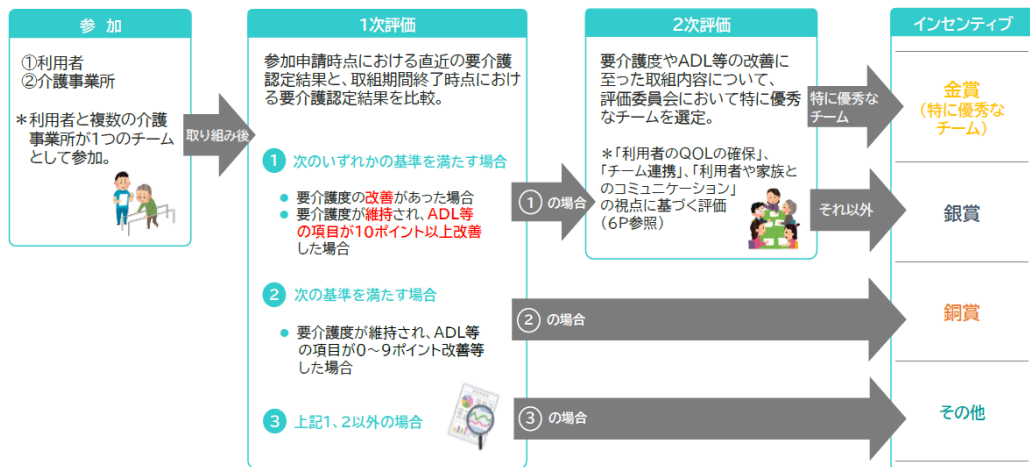 参 加
①利用者
②介護事業所
＊利用者と複数の介護
事業所が1つのチーム
として参加。
取り組み後
1次評価
参加申請時点における直近の要介護
認定結果と、取組期間終了時点におけ
る要介護認定結果を比較。
1 次のいずれかの基準を満たす場合
● 要介護度の改善があった場合
● 要介護度が維持され、ADL等
の項目が10ポイント以上改善
した場合
2 次の基準を満たす場合
● 要介護度が維持され、ADL等
の項目が0～9ポイント改善等
した場合
3 上記1、2以外の場合
① の場合
② の場合
③ の場合
2次評価
要介護度やADL等の改善に
至った取組内容について、
評価委員会において特に優秀
なチームを選定。
＊「利用者のQOLの確保」、
「チーム連携」、「利用者や家族と
のコミュニケーション」
の視点に基づく評価
（6P参照）
特に優秀な
チーム
それ以外
インセンティブ
金賞
（特に優秀な
チーム）
銀賞
銅賞
その他